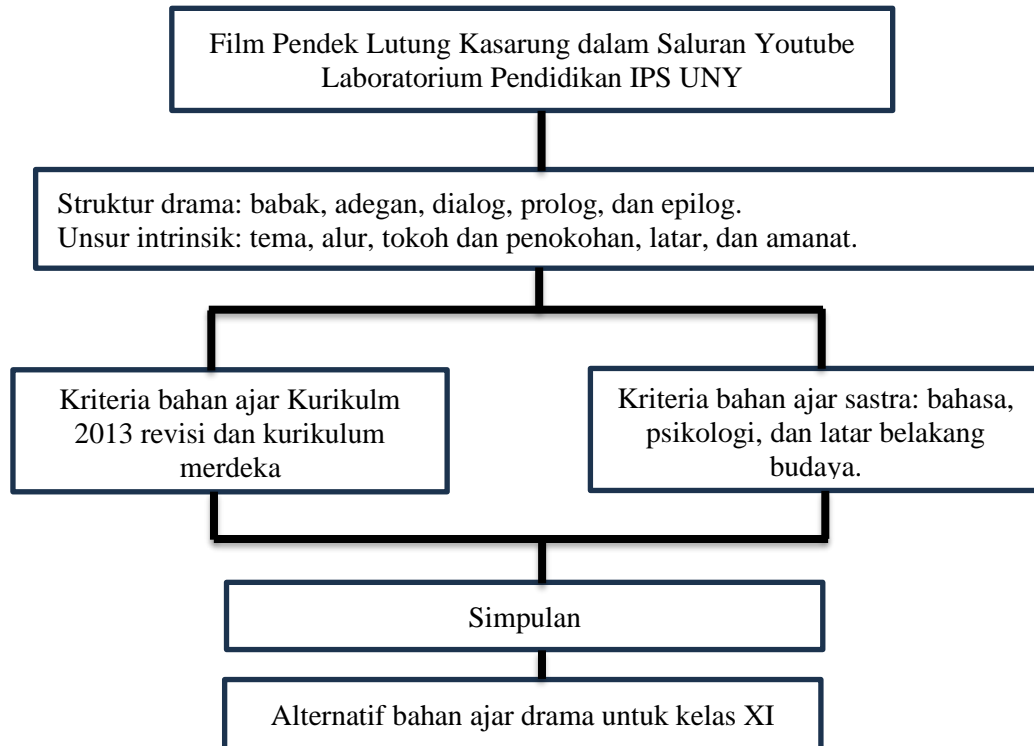 Film Pendek Lutung Kasarung dalam Saluran Youtube
Laboratorium Pendidikan IPS UNY
Struktur drama: babak, adegan, dialog, prolog, dan epilog.
Unsur intrinsik: tema, alur, tokoh dan penokohan, latar, dan amanat.
Kriteria bahan ajar Kurikulm
2013 revisi dan kurikulum
merdeka
Kriteria bahan ajar sastra: bahasa,
psikologi, dan latar belakang
budaya.
Simpulan
Alternatif bahan ajar drama untuk kelas XI